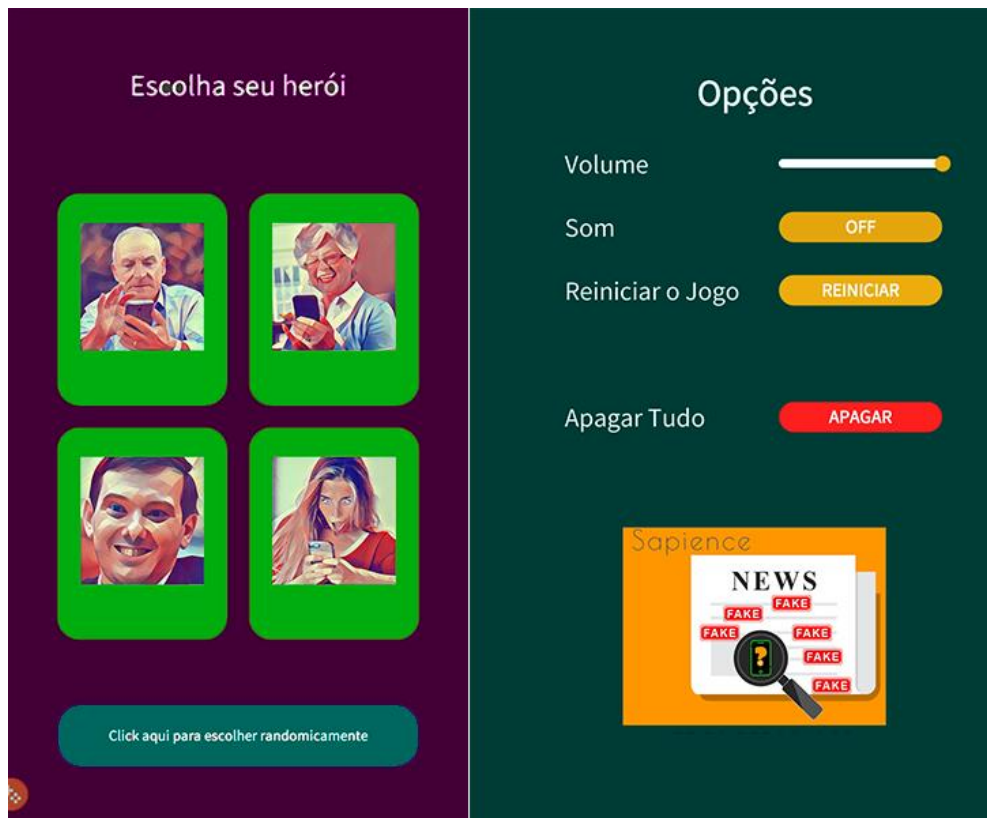 Escolha seu herói
Click aqui para escolher randomicamente
Opções
Volume
Som
OFF
Reiniciar o Jogo
REINICIAR
Apagar Tudo
APAGAR
Sapience
NEWS
FAKE
FAKE
FAKE
FAKE
FAKE
FAKE
?